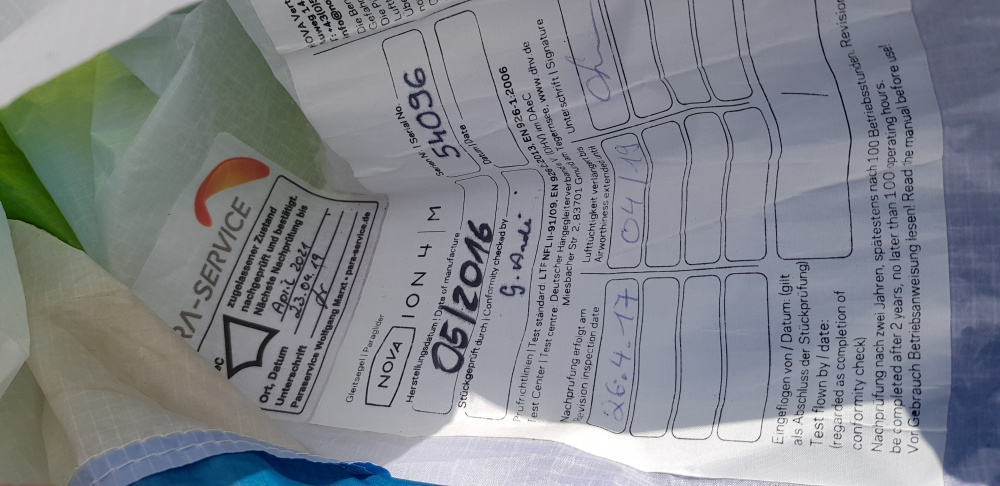 PARA-SERVICE
zugelassener Zustand
nachgeprüft und bestätigt.
Nächste Nachprüfung bis
April 2021
Ort, Datum 23.04.19
Unterschrift
Paraservice Wolfgang Marxt • para-service.de
Gleitsegel | Paraglider
NOVA ION 4 | M
Herstellungsdatum | Date of manufacture
05/2016
Serial No.
54096
Stückgeprüft durch | Conformity checked by
Datum | Date
Prüfrichtlinien | Test standard: LTF NFL II-91/09, EN 926-2:2013, EN 926-1:2006
Test Center | Test centre: Deutscher Hängegleiterverband e.V. (DHV) im DAeC
Miesbacher Str 2, 83701 Gmund am Tegernsee, www.dhv.de
Nachprüfung erfolgt am
Revision inspection date
Lufttüchtigkeit verlängert bis
Airworthiness extended until
Unterschrift | Signature
26.4.-17
04/19
Eingeflogen von / Datum: (gilt
als Abschluss der Stückprüfung)
Test flown by / date:
(regarded as completion of
conformity check)
Nachprüfung nach zwei Jahren, spätestens nach 100 Betriebsstunden. Revision
be completed after 2 years, no later than 100 operating hours.
Vor Gebrauch Betriebsanweisung lesen! Read the manual before use!